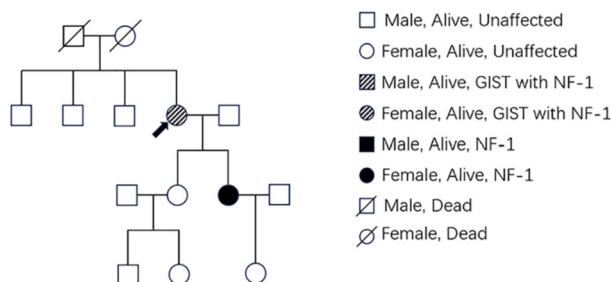 Male, Alive, Unaffected
Female, Alive, Unaffected
Male, Alive, GIST with NF-1
Female, Alive, GIST with NF-1
Male, Alive, NF-1
Female, Alive, NF-1
Male, Dead
Female, Dead